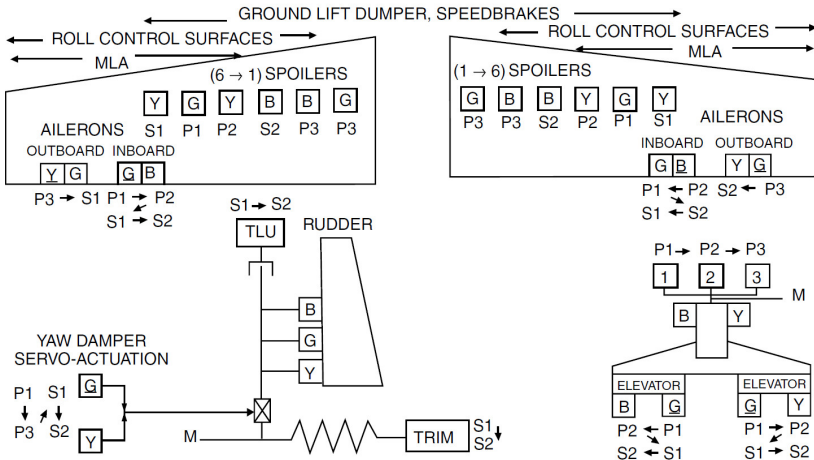 GROUND LIFT DUMPER, SPEEDBRAKES
ROLL CONTROL SURFACES
MLA
(6 → 1) SPOILERS
Y G Y B B G
S1 P1 P2 S2 P3 P3
AILERONS
OUTBOARD INBOARD
Y G G B
P3 → S1 P1 → P2
S1 → S2
ROLL CONTROL SURFACES
MLA
(1 → 6) SPOILERS
G B B Y G Y
P3 P3 S2 P2 P1 S1
AILERONS
INBOARD OUTBOARD
G B Y G
P1 ← P2 S2 ← P3
S1 ← S2
S1 → S2
TLU
RUDDER
B
G
Y
YAW DAMPER
SERVO-ACTUATION
P1 S1
P3 S2
G
Y
M
TRIM
S1
S2
P1 → P2 → P3
1 2 3
M
B Y
ELEVATOR ELEVATOR
B G G Y
P2 ← P1 P1 → P2
S2 ← S1 S1 → S2